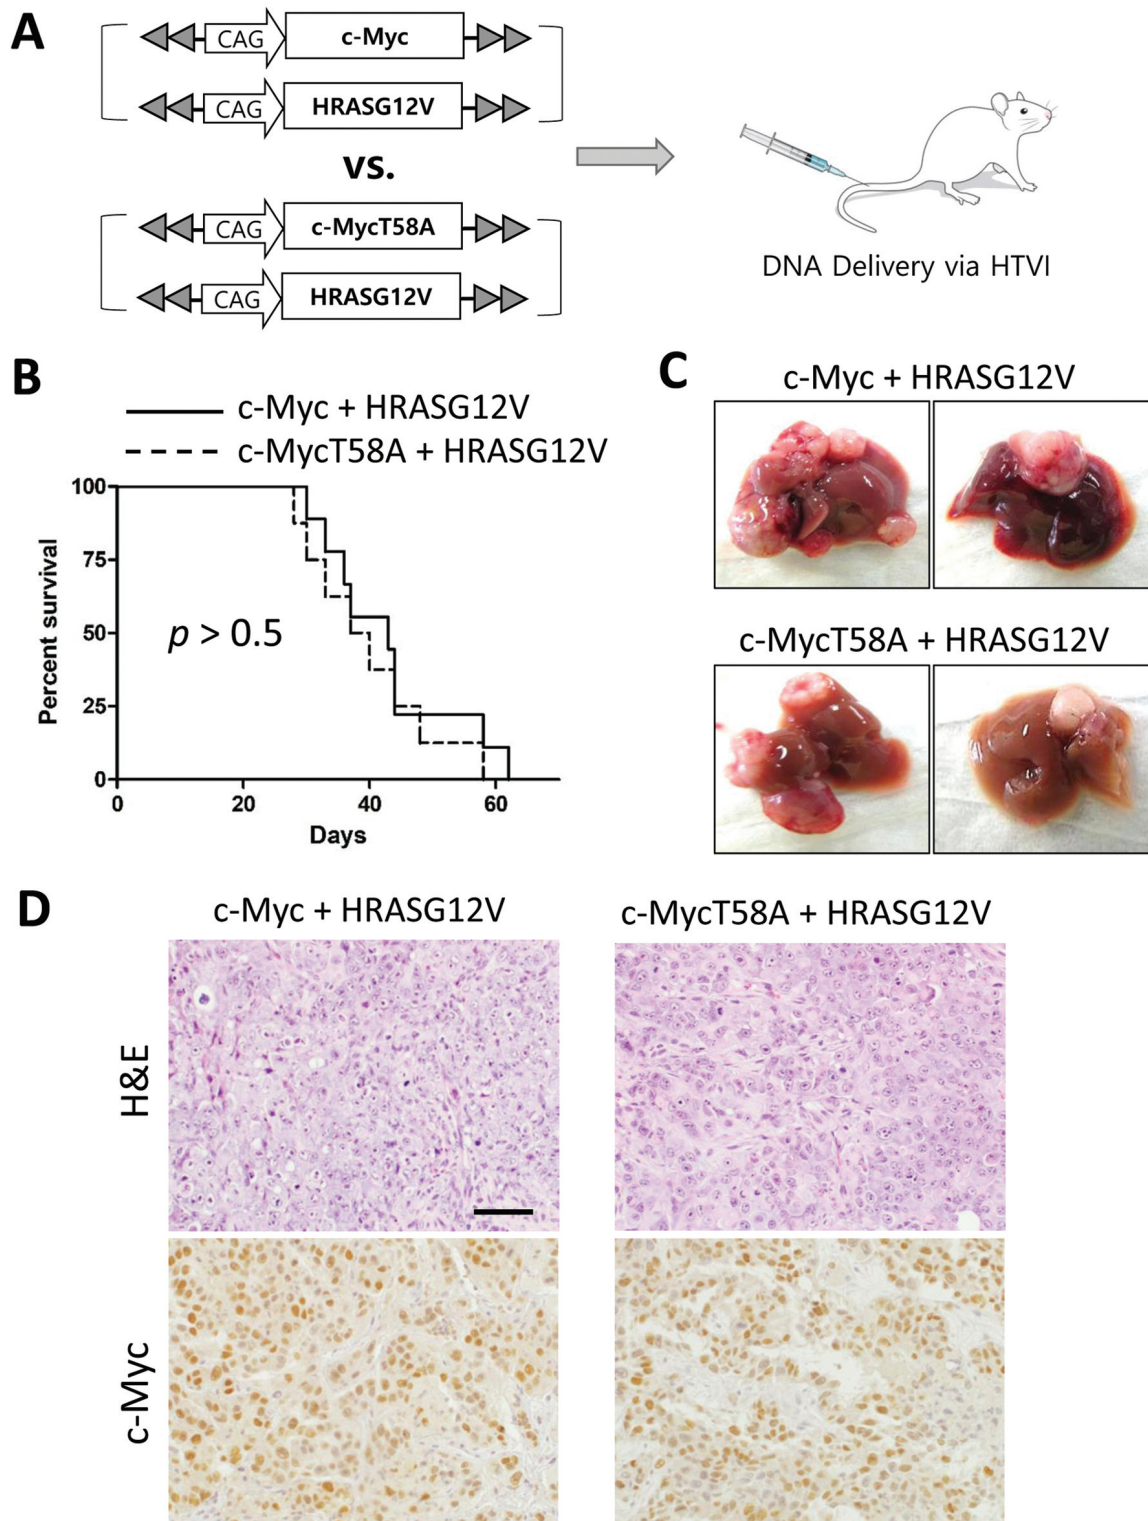 A
CAG
c-Myc
CAG
HRASG12V
vs.
CAG
c-MycT58A
CAG
HRASG12V
DNA Delivery via HTVI
B
c-Myc + HRASG12V
c-MycT58A + HRASG12V
100
75
50
25
0
Percent survival
p > 0.5
0
20
40
60
Days
C
c-Myc + HRASG12V
c-MycT58A + HRASG12V
D
c-Myc + HRASG12V
c-MycT58A + HRASG12V
H&E
c-Myc